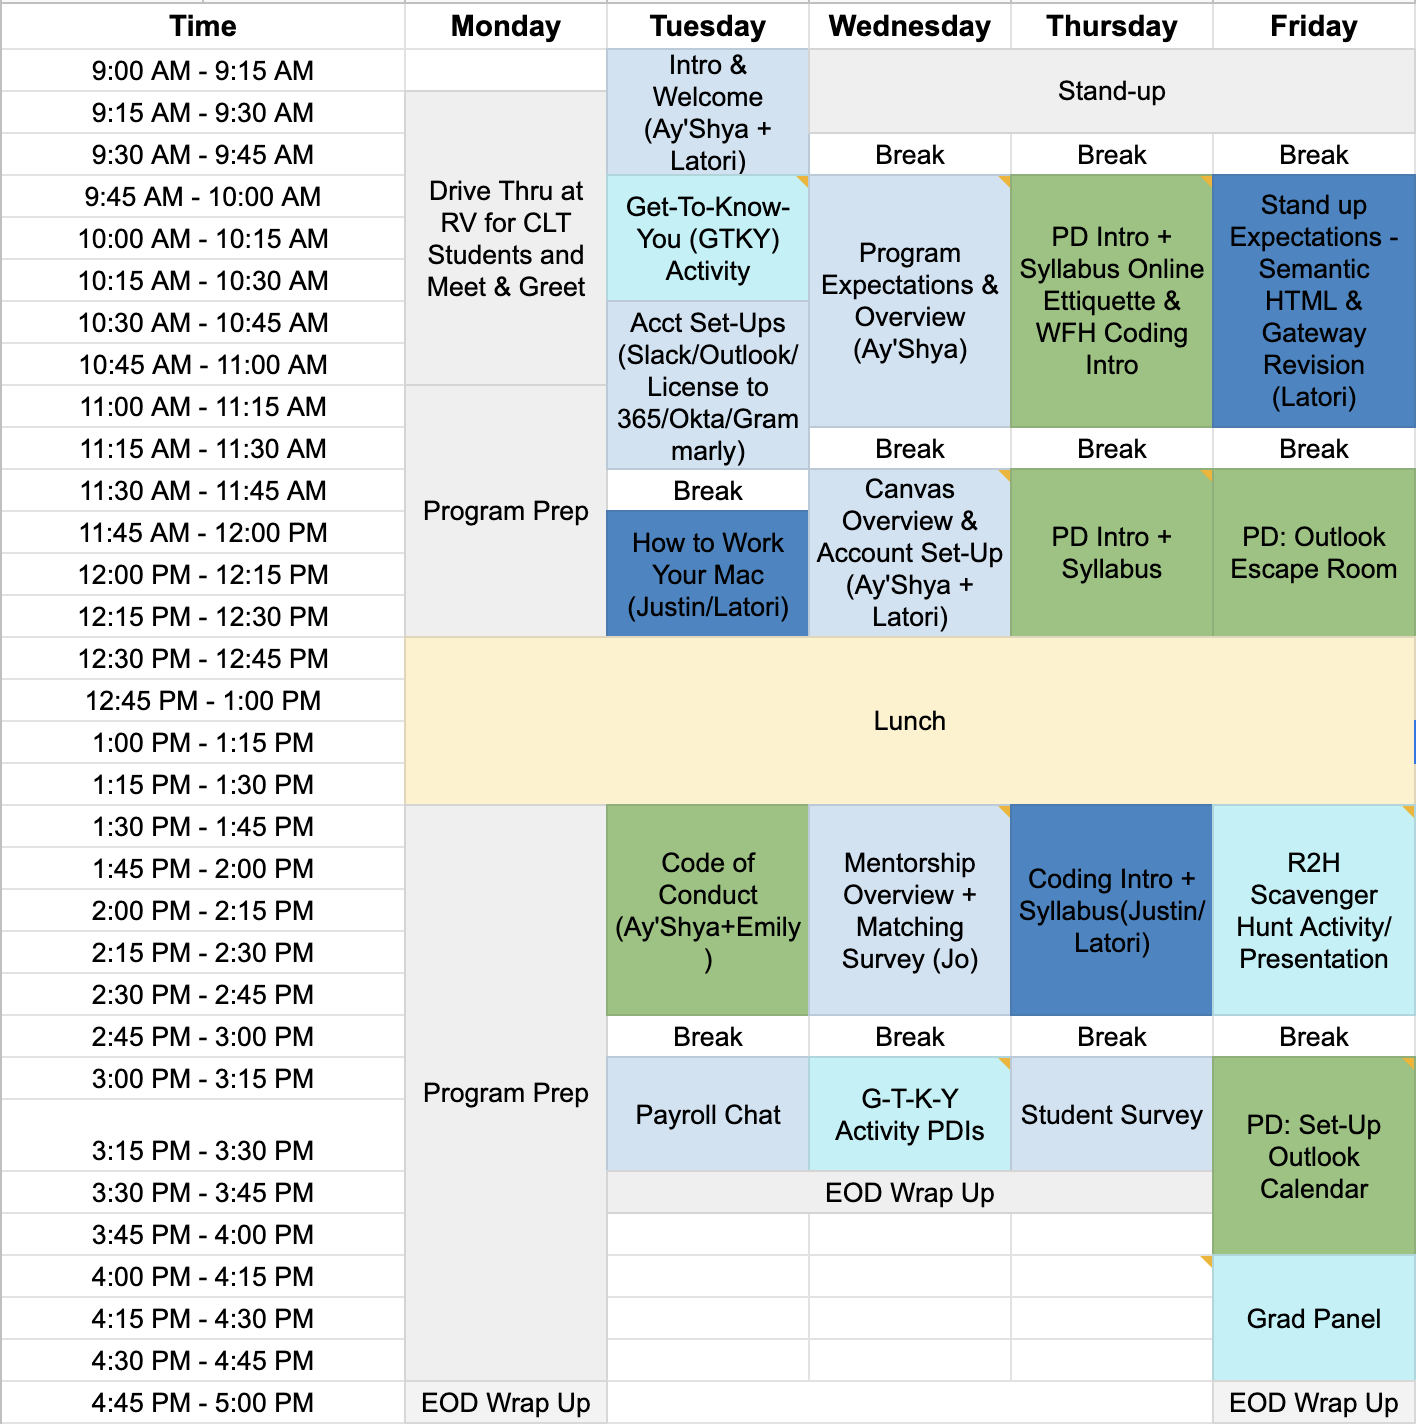 Time Monday Tuesday Wednesday Thursday Friday
9:00 AM - 9:15 AM
9:15 AM - 9:30 AM
9:30 AM - 9:45 AM
9:45 AM - 10:00 AM
10:00 AM - 10:15 AM
10:15 AM - 10:30 AM
10:30 AM - 10:45 AM
10:45 AM - 11:00 AM
11:00 AM - 11:15 AM
11:15 AM - 11:30 AM
11:30 AM - 11:45 AM
11:45 AM - 12:00 PM
12:00 PM - 12:15 PM
12:15 PM - 12:30 PM
12:30 PM - 12:45 PM
12:45 PM - 1:00 PM
1:00 PM - 1:15 PM
1:15 PM - 1:30 PM
1:30 PM - 1:45 PM
1:45 PM - 2:00 PM
2:00 PM - 2:15 PM
2:15 PM - 2:30 PM
2:30 PM - 2:45 PM
2:45 PM - 3:00 PM
3:00 PM - 3:15 PM
3:15 PM - 3:30 PM
3:30 PM - 3:45 PM
3:45 PM - 4:00 PM
4:00 PM - 4:15 PM
4:15 PM - 4:30 PM
4:30 PM - 4:45 PM
4:45 PM - 5:00 PM
Drive Thru at
RV for CLT
Students and
Meet & Greet
Program Prep
Program Prep
EOD Wrap Up
Intro &
Welcome
(Ay'Shya +
Latori)
Get-To-Know-
You (GTKY)
Activity
Acct Set-Ups
(Slack/Outlook/
License to
365/Okta/Gram
marly)
Break
How to Work
Your Mac
(Justin/Latori)
Stand-up
Break
Program
Expectations &
Overview
(Ay'Shya)
Break
Canvas
Overview &
Account Set-Up
(Ay'Shya +
Latori)
Break
PD Intro +
Syllabus Online
Ettiquette &
WFH Coding
Intro
Break
PD Intro +
Syllabus
Break
Stand up
Expectations -
Semantic
HTML &
Gateway
Revision
(Latori)
Break
PD: Outlook
Escape Room
Lunch
Code of
Conduct
(Ay'Shya+Emily
)
Break
Payroll Chat
Mentorship
Overview +
Matching
Survey (Jo)
Break
G-T-K-Y
Activity PDIs
Coding Intro +
Syllabus(Justin/
Latori)
Break
Student Survey
EOD Wrap Up
R2H
Scavenger
Hunt Activity/
Presentation
Break
PD: Set-Up
Outlook
Calendar
Grad Panel
EOD Wrap Up